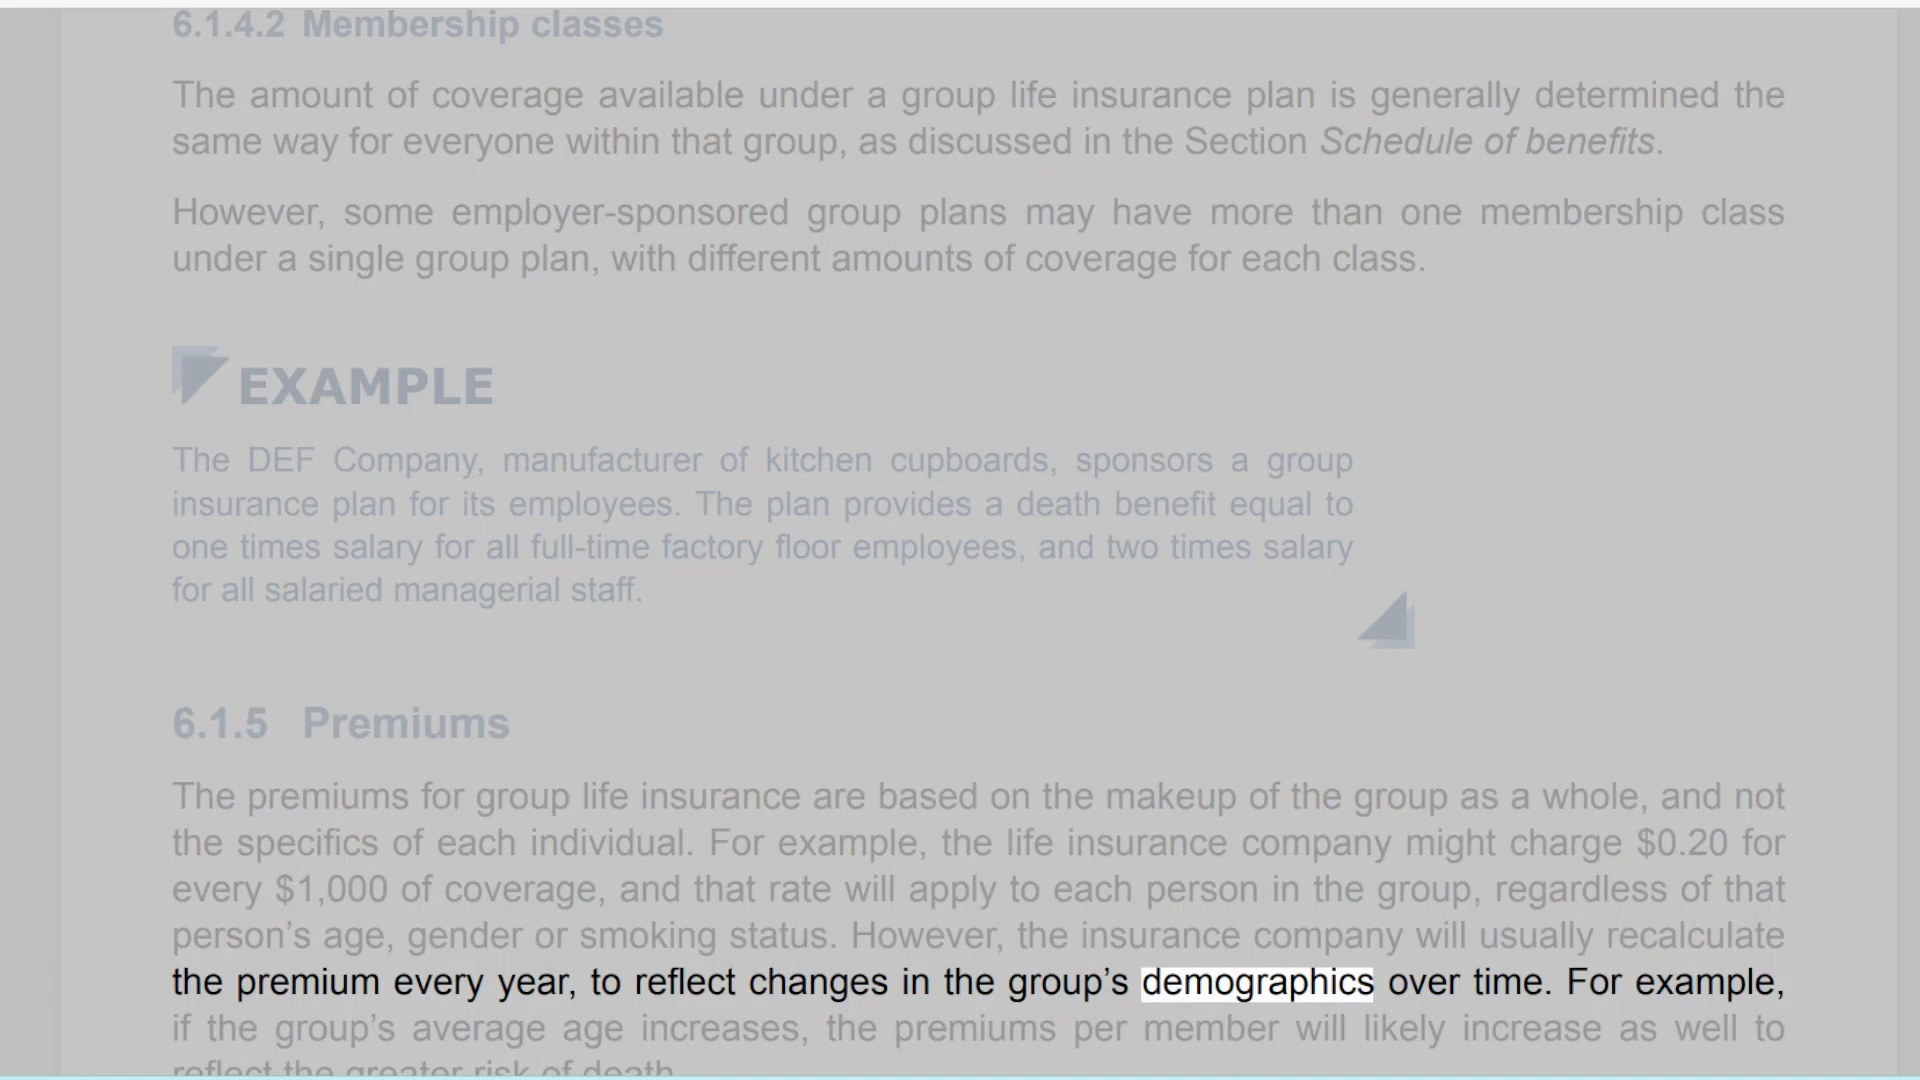 6.1.4.2 Membership classes
The amount of coverage available under a group life insurance plan is generally determined the
same way for everyone within that group, as discussed in the Section Schedule of benefits.
However, some employer-sponsored group plans may have more than one membership class
under a single group plan, with different amounts of coverage for each class.
EXAMPLE
The DEF Company, manufacturer of kitchen cupboards, sponsors a group
insurance plan for its employees. The plan provides a death benefit equal to
one times salary for all full-time factory floor employees, and two times salary
for all salaried managerial staff.
6.1.5 Premiums
The premiums for group life insurance are based on the makeup of the group as a whole, and not
the specifics of each individual. For example, the life insurance company might charge $0.20 for
every $1,000 of coverage, and that rate will apply to each person in the group, regardless of that
person’s age, gender or smoking status. However, the insurance company will usually recalculate
the premium every year, to reflect changes in the group’s demographics over time. For example,
if the group’s average age increases, the premiums per member will likely increase as well to
reflect the greater risk of death.